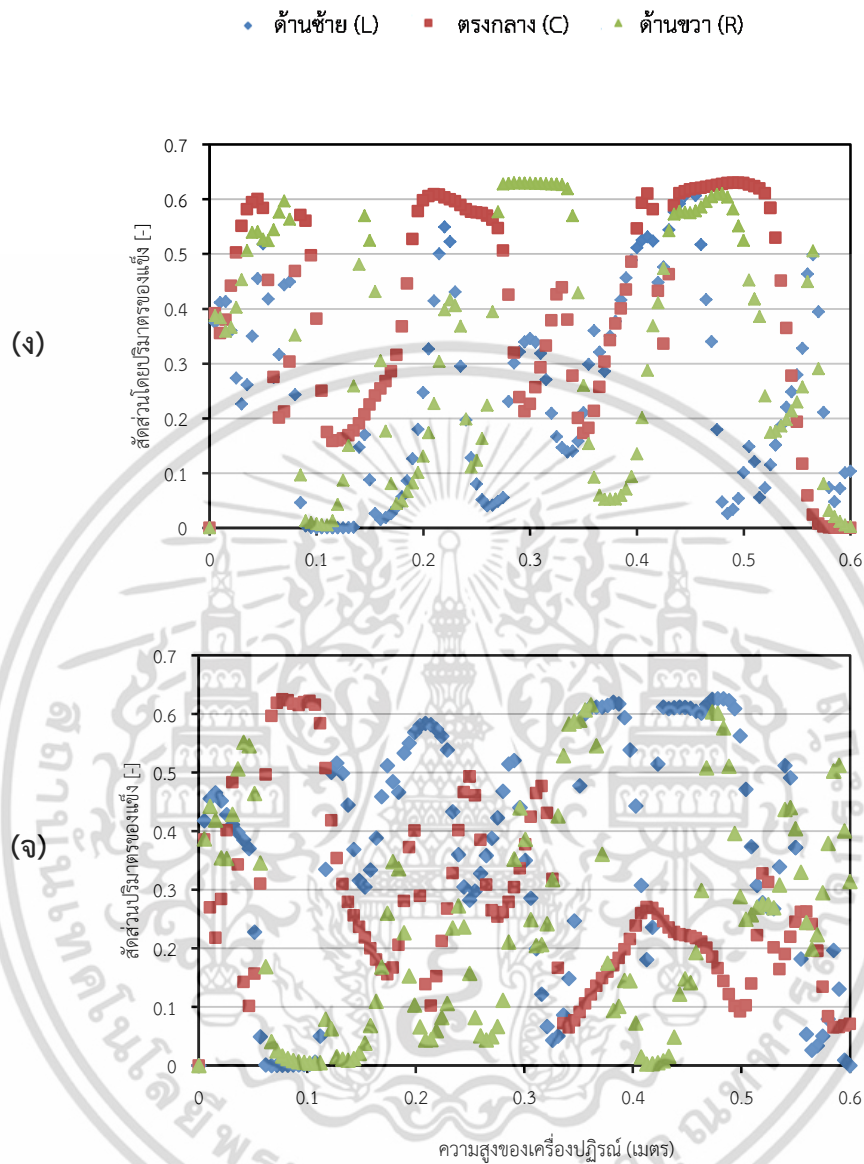 ด้านซ้าย (L) ตรงกลาง (C) ด้านขวา (R)
(ง)
สัดส่วนโดยปริมาตรของแข็ง [-]
0.7
0.6
0.5
0.4
0.3
0.2
0.1
0
0 0.1 0.2 0.3 0.4 0.5 0.6
(จ)
สัดส่วนปริมาตรของแข็ง [-]
0.7
0.6
0.5
0.4
0.3
0.2
0.1
0
0 0.1 0.2 0.3 0.4 0.5 0.6
ความสูงของเครื่องปฏิรณ์ (เมตร)